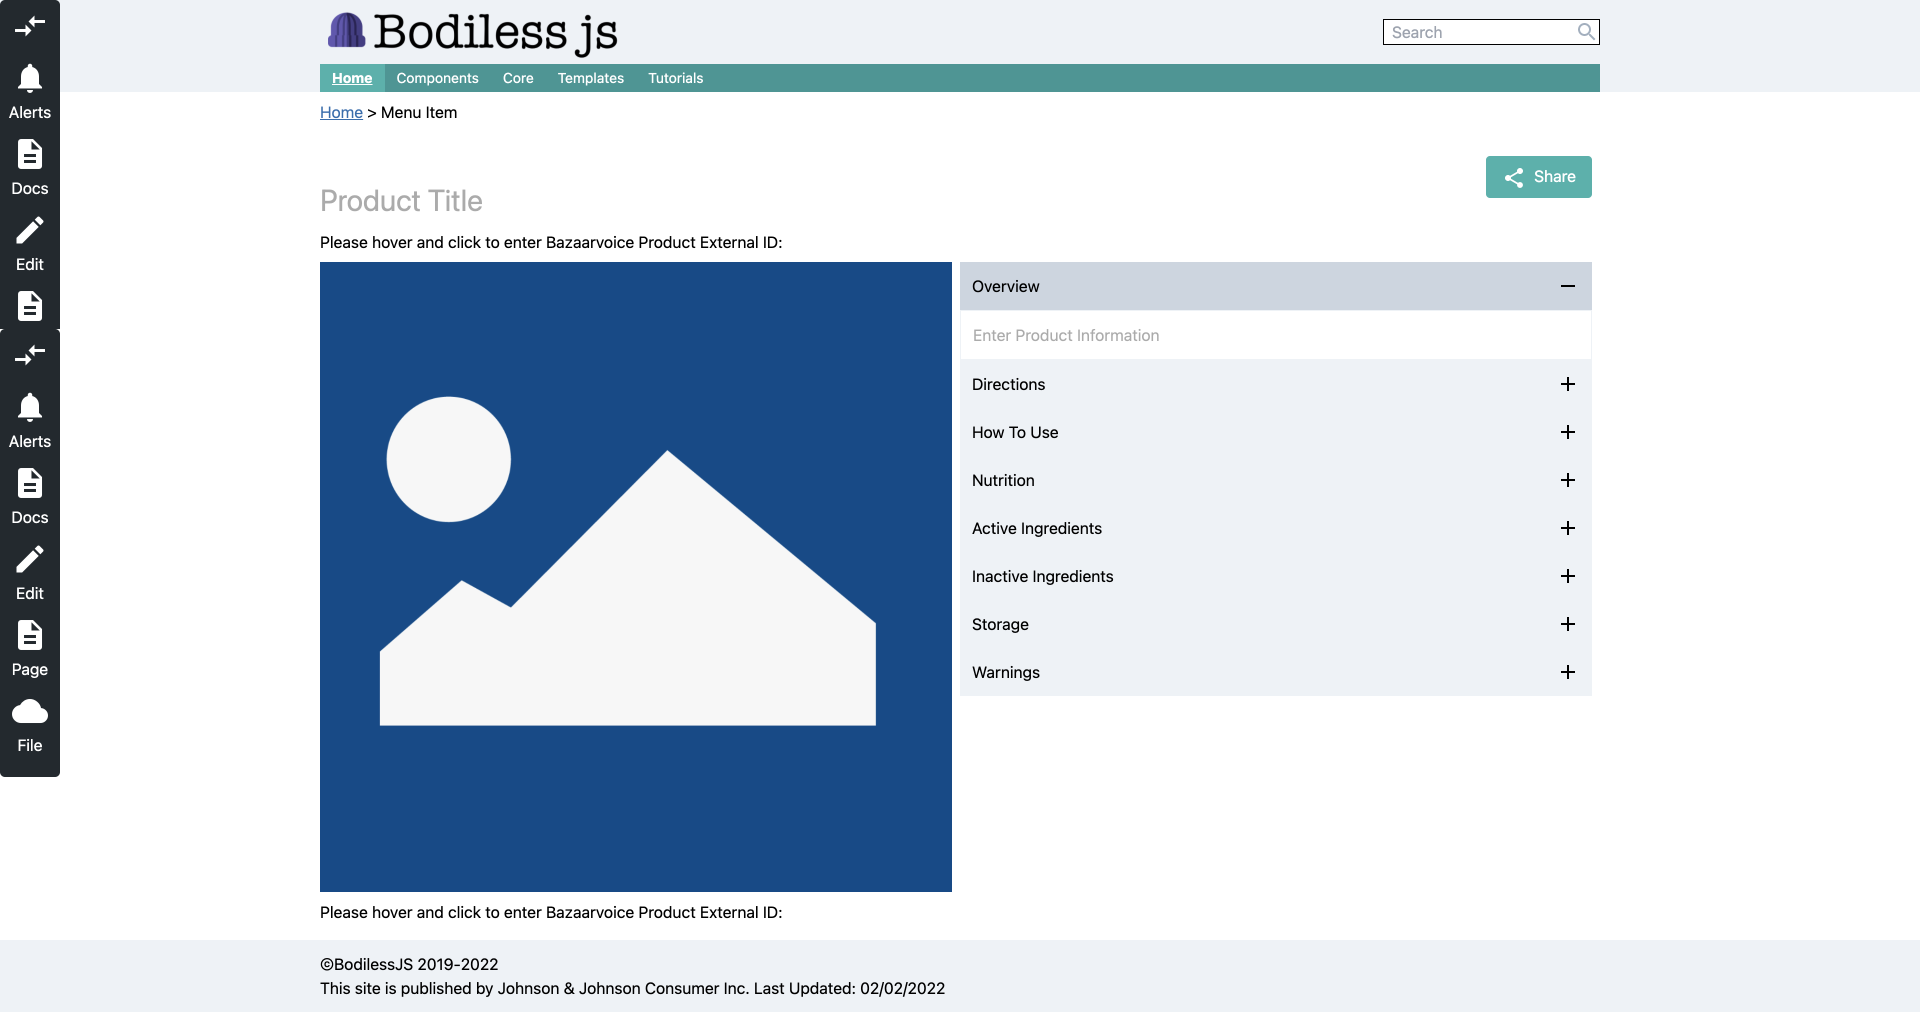 Bodiless js
Search
Home Components Core Templates Tutorials
Home > Menu Item
Share
Product Title
Please hover and click to enter Bazaarvoice Product External ID:
Overview
Enter Product Information
Directions
How To Use
Nutrition
Active Ingredients
Inactive Ingredients
Storage
Warnings
Please hover and click to enter Bazaarvoice Product External ID:
©BodilessJS 2019-2022
This site is published by Johnson & Johnson Consumer Inc. Last Updated: 02/02/2022
Alerts
Docs
Edit
Alerts
Docs
Edit
Page
File